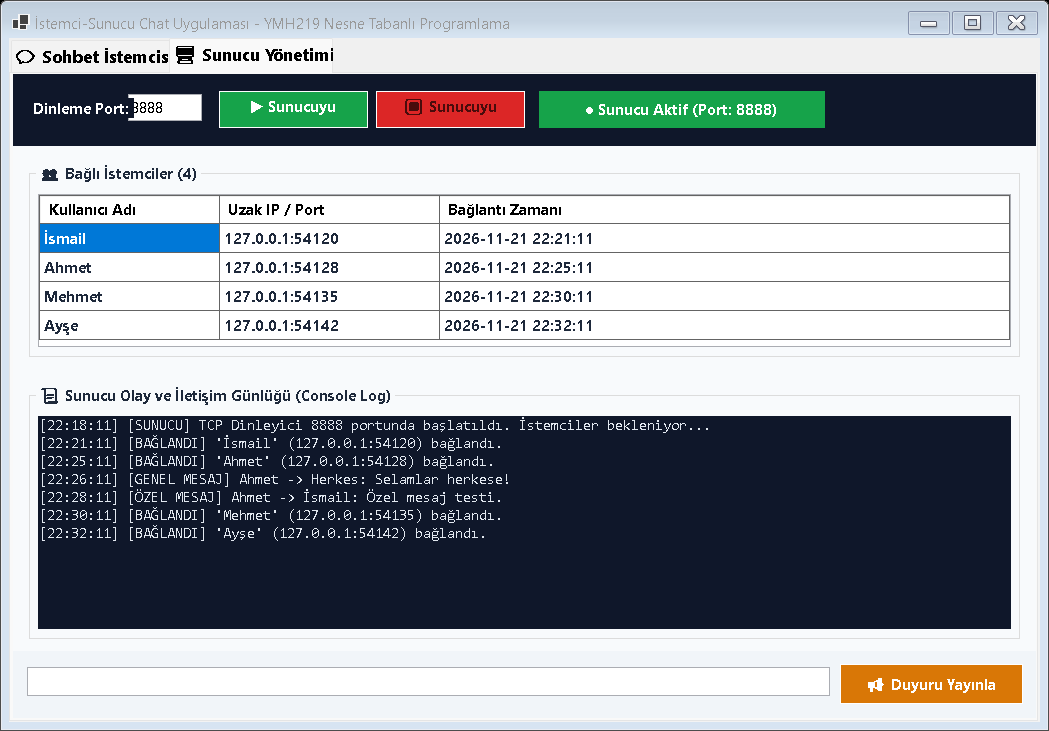 İstemci-Sunucu Chat Uygulaması - YMH219 Nesne Tabanlı Programlama
Sohbet İstemcis
Sunucu Yönetimi
Dinleme Port: 8888
Sunucuyu
Sunucuyu
● Sunucu Aktif (Port: 8888)
Bağlı İstemciler (4)
Kullanıcı Adı Uzak IP / Port Bağlantı Zamanı
İsmail 127.0.0.1:54120 2026-11-21 22:21:11
Ahmet 127.0.0.1:54128 2026-11-21 22:25:11
Mehmet 127.0.0.1:54135 2026-11-21 22:30:11
Ayşe 127.0.0.1:54142 2026-11-21 22:32:11
Sunucu Olay ve İletişim Günlüğü (Console Log)
[22:18:11] [SUNUCU] TCP Dinleyici 8888 portunda başlatıldı. İstemciler bekleniyor...
[22:21:11] [BAĞLANDI] 'İsmail' (127.0.0.1:54120) bağlandı.
[22:25:11] [BAĞLANDI] 'Ahmet' (127.0.0.1:54128) bağlandı.
[22:26:11] [GENEL MESAJ] Ahmet -> Herkes: Selamlar herkese!
[22:28:11] [ÖZEL MESAJ] Ahmet -> İsmail: Özel mesaj testi.
[22:30:11] [BAĞLANDI] 'Mehmet' (127.0.0.1:54135) bağlandı.
[22:32:11] [BAĞLANDI] 'Ayşe' (127.0.0.1:54142) bağlandı.
Duyuru Yayınla